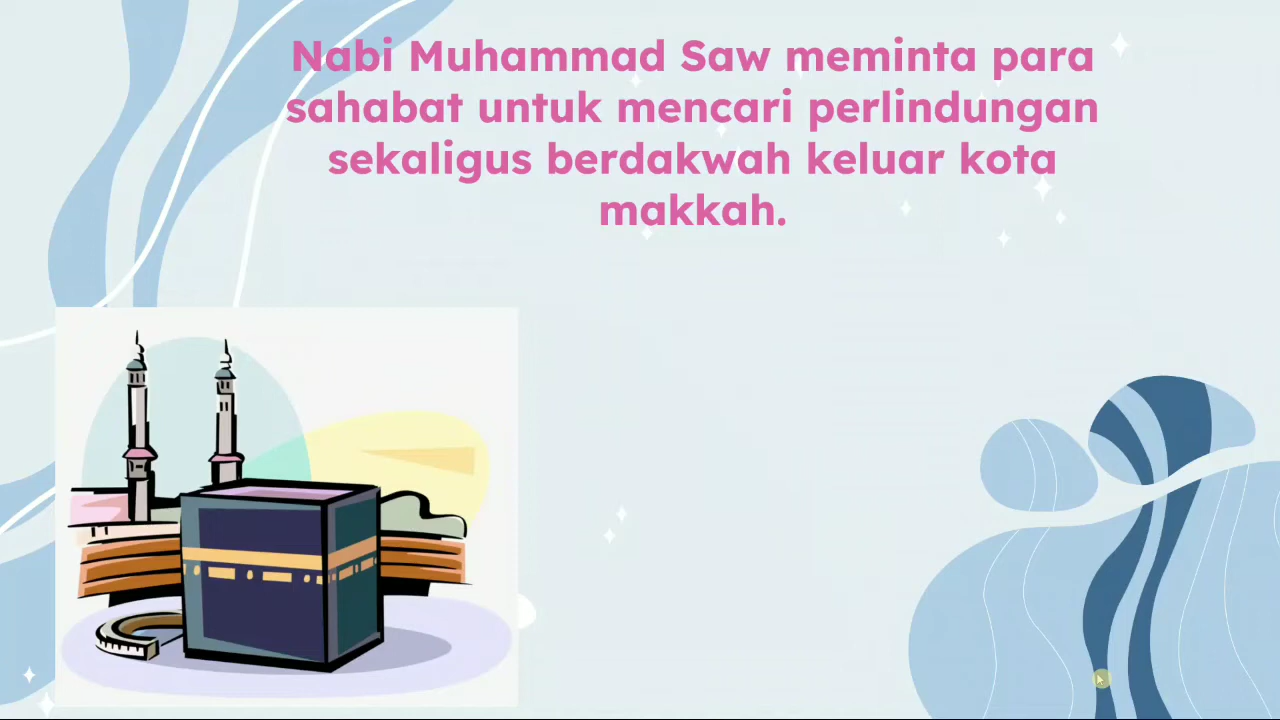 Nabi Muhammad Saw meminta para
sahabat untuk mencari perlindungan
sekaligus berdakwah keluar kota
makkah.